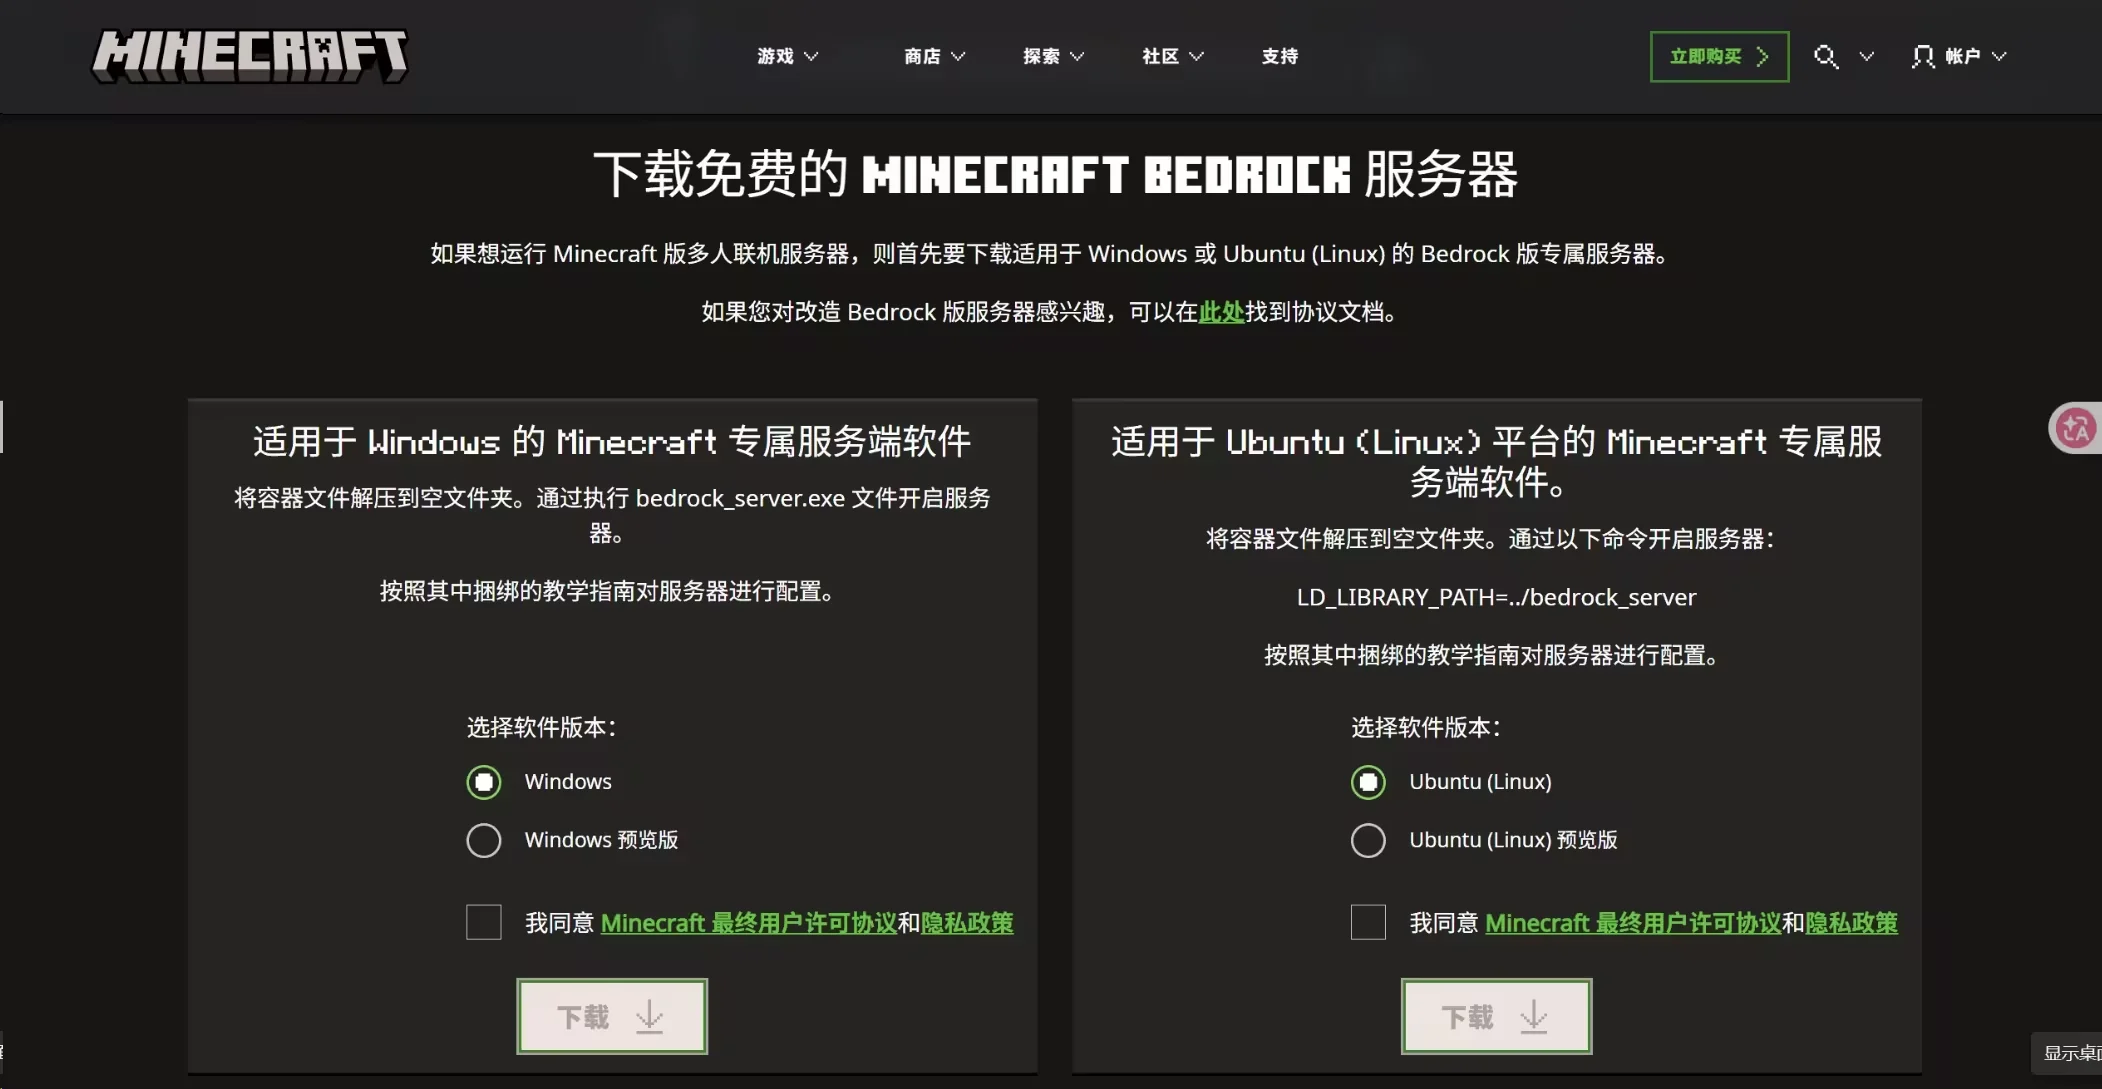 MINECRAFT
游戏
商店
探索
社区
支持
立即购买
帐户
下载免费的 MINECRAFT BEDROCK 服务器
如果想运行 Minecraft 版多人联机服务器，则首先要下载适用于 Windows 或 Ubuntu (Linux) 的 Bedrock 版专属服务器。
如果您对改造 Bedrock 版服务器感兴趣，可以在此处找到协议文档。
适用于 Windows 的 Minecraft 专属服务端软件
将容器文件解压到空文件夹。通过执行 bedrock_server.exe 文件开启服务
器。
按照其中捆绑的教学指南对服务器进行配置。
选择软件版本：
Windows
Windows 预览版
我同意 Minecraft 最终用户许可协议和隐私政策
下载
适用于 Ubuntu (Linux) 平台的 Minecraft 专属服
务端软件。
将容器文件解压到空文件夹。通过以下命令开启服务器：
LD_LIBRARY_PATH=../bedrock_server
按照其中捆绑的教学指南对服务器进行配置。
选择软件版本：
Ubuntu (Linux)
Ubuntu (Linux) 预览版
我同意 Minecraft 最终用户许可协议和隐私政策
下载
显示桌面